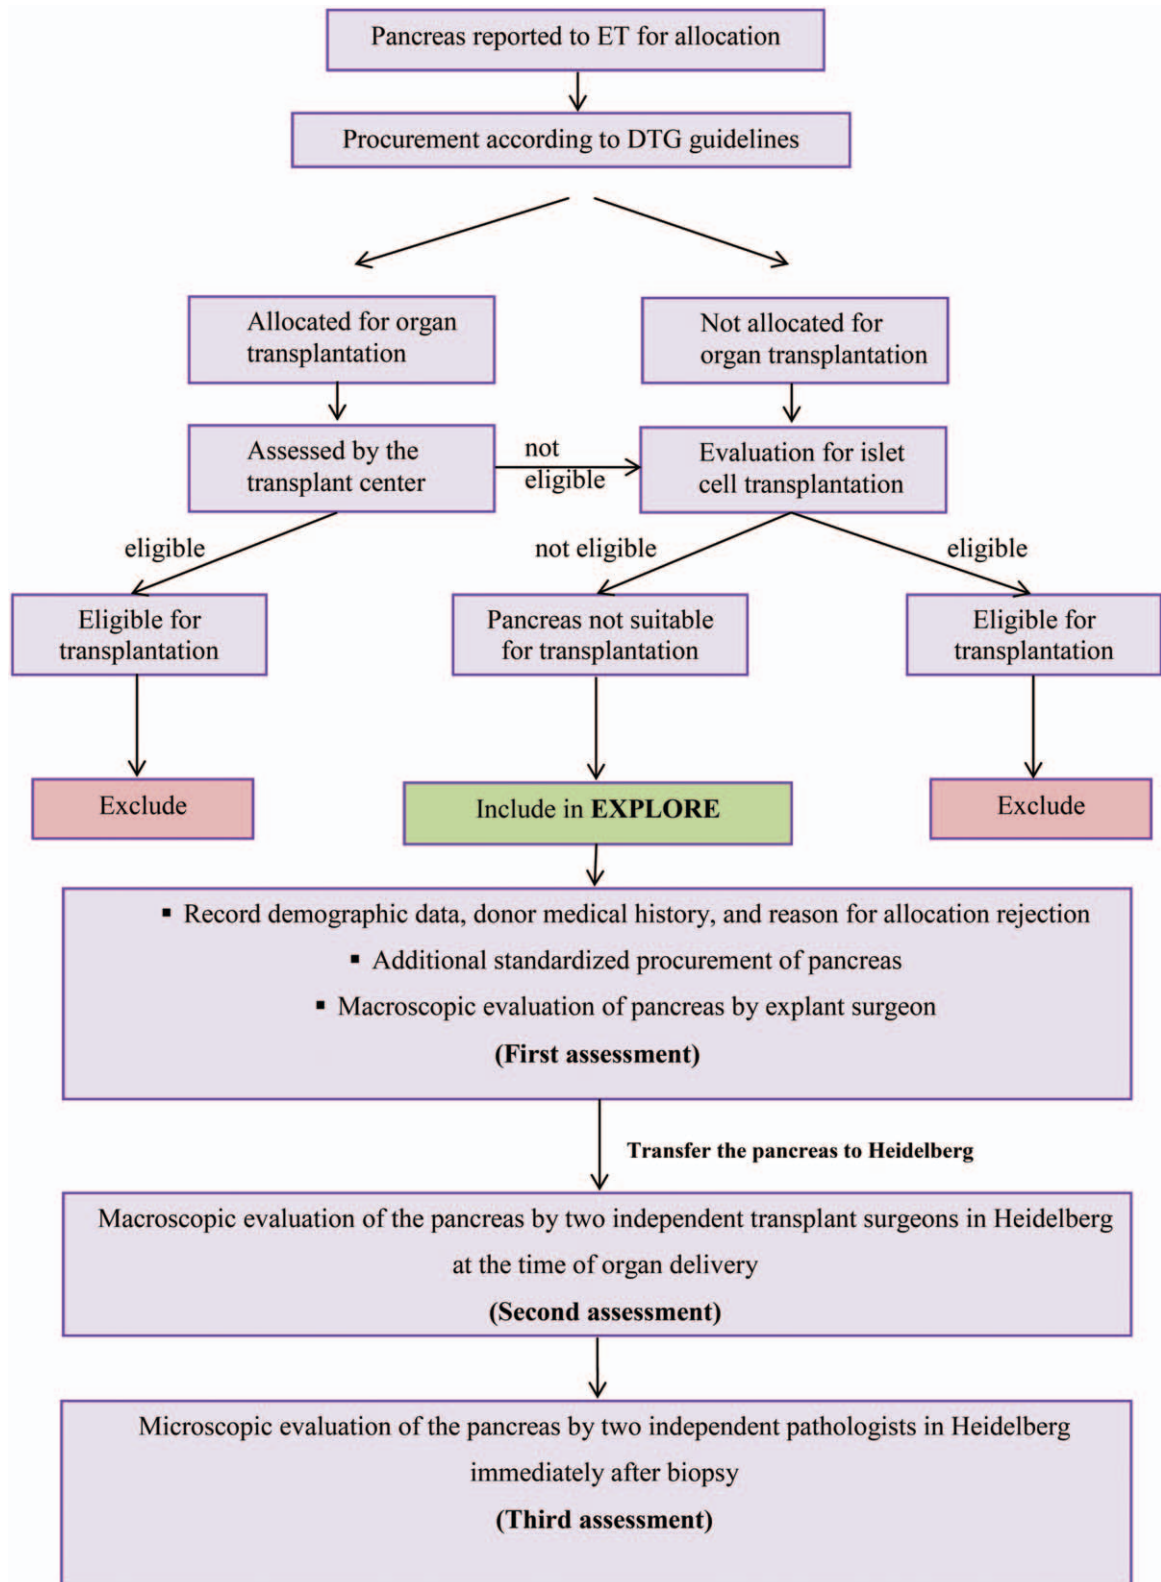 Pancreas reported to ET for allocation
Procurement according to DTG guidelines
Allocated for organ
transplantation
Not allocated for
organ transplantation
Assessed by the
transplant center
not
eligible
Evaluation for islet
cell transplantation
eligible
not eligible
eligible
Eligible for
transplantation
Pancreas not suitable
for transplantation
Eligible for
transplantation
Exclude
Include in EXPLORE
Exclude
▪ Record demographic data, donor medical history, and reason for allocation rejection
▪ Additional standardized procurement of pancreas
▪ Macroscopic evaluation of pancreas by explant surgeon
(First assessment)
Transfer the pancreas to Heidelberg
Macroscopic evaluation of the pancreas by two independent transplant surgeons in Heidelberg
at the time of organ delivery
(Second assessment)
Microscopic evaluation of the pancreas by two independent pathologists in Heidelberg
immediately after biopsy
(Third assessment)